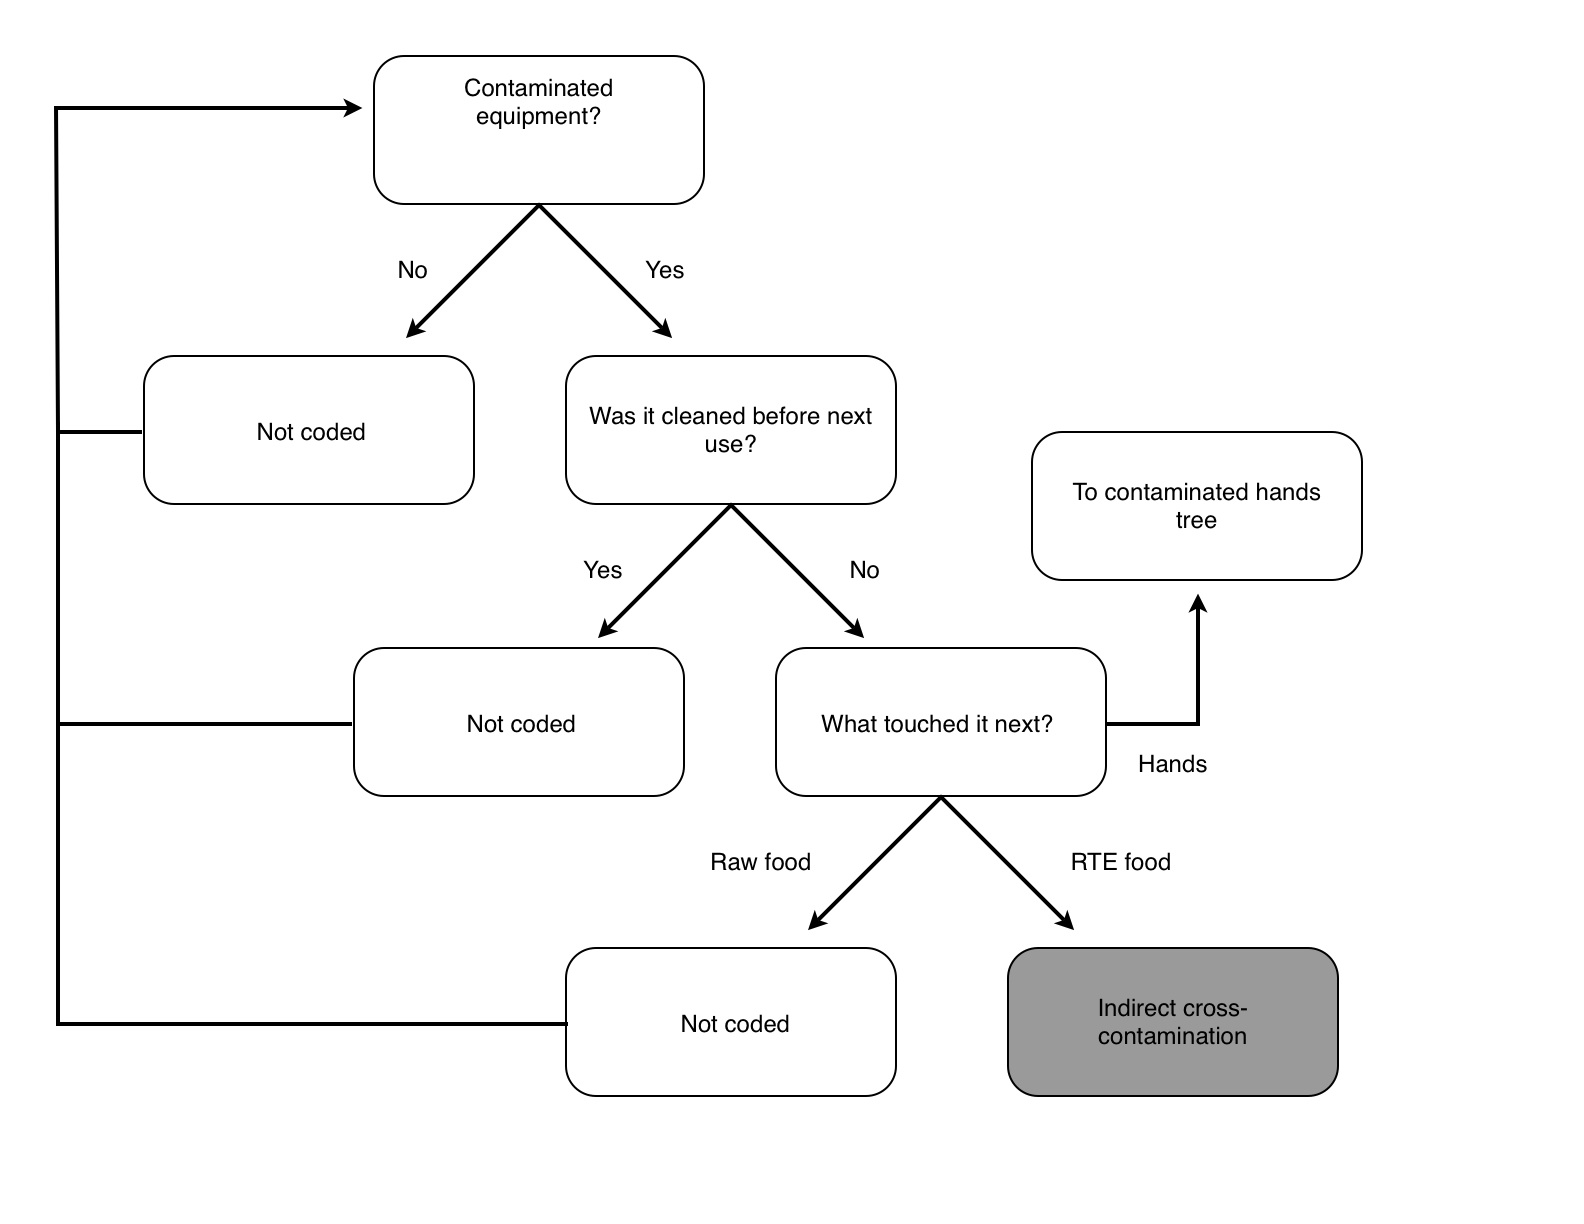 Contaminated
equipment?
No
Yes
Not coded
Was it cleaned before next
use?
To contaminated hands
tree
Yes
No
Not coded
What touched it next?
Hands
Raw food
RTE food
Not coded
Indirect cross-
contamination